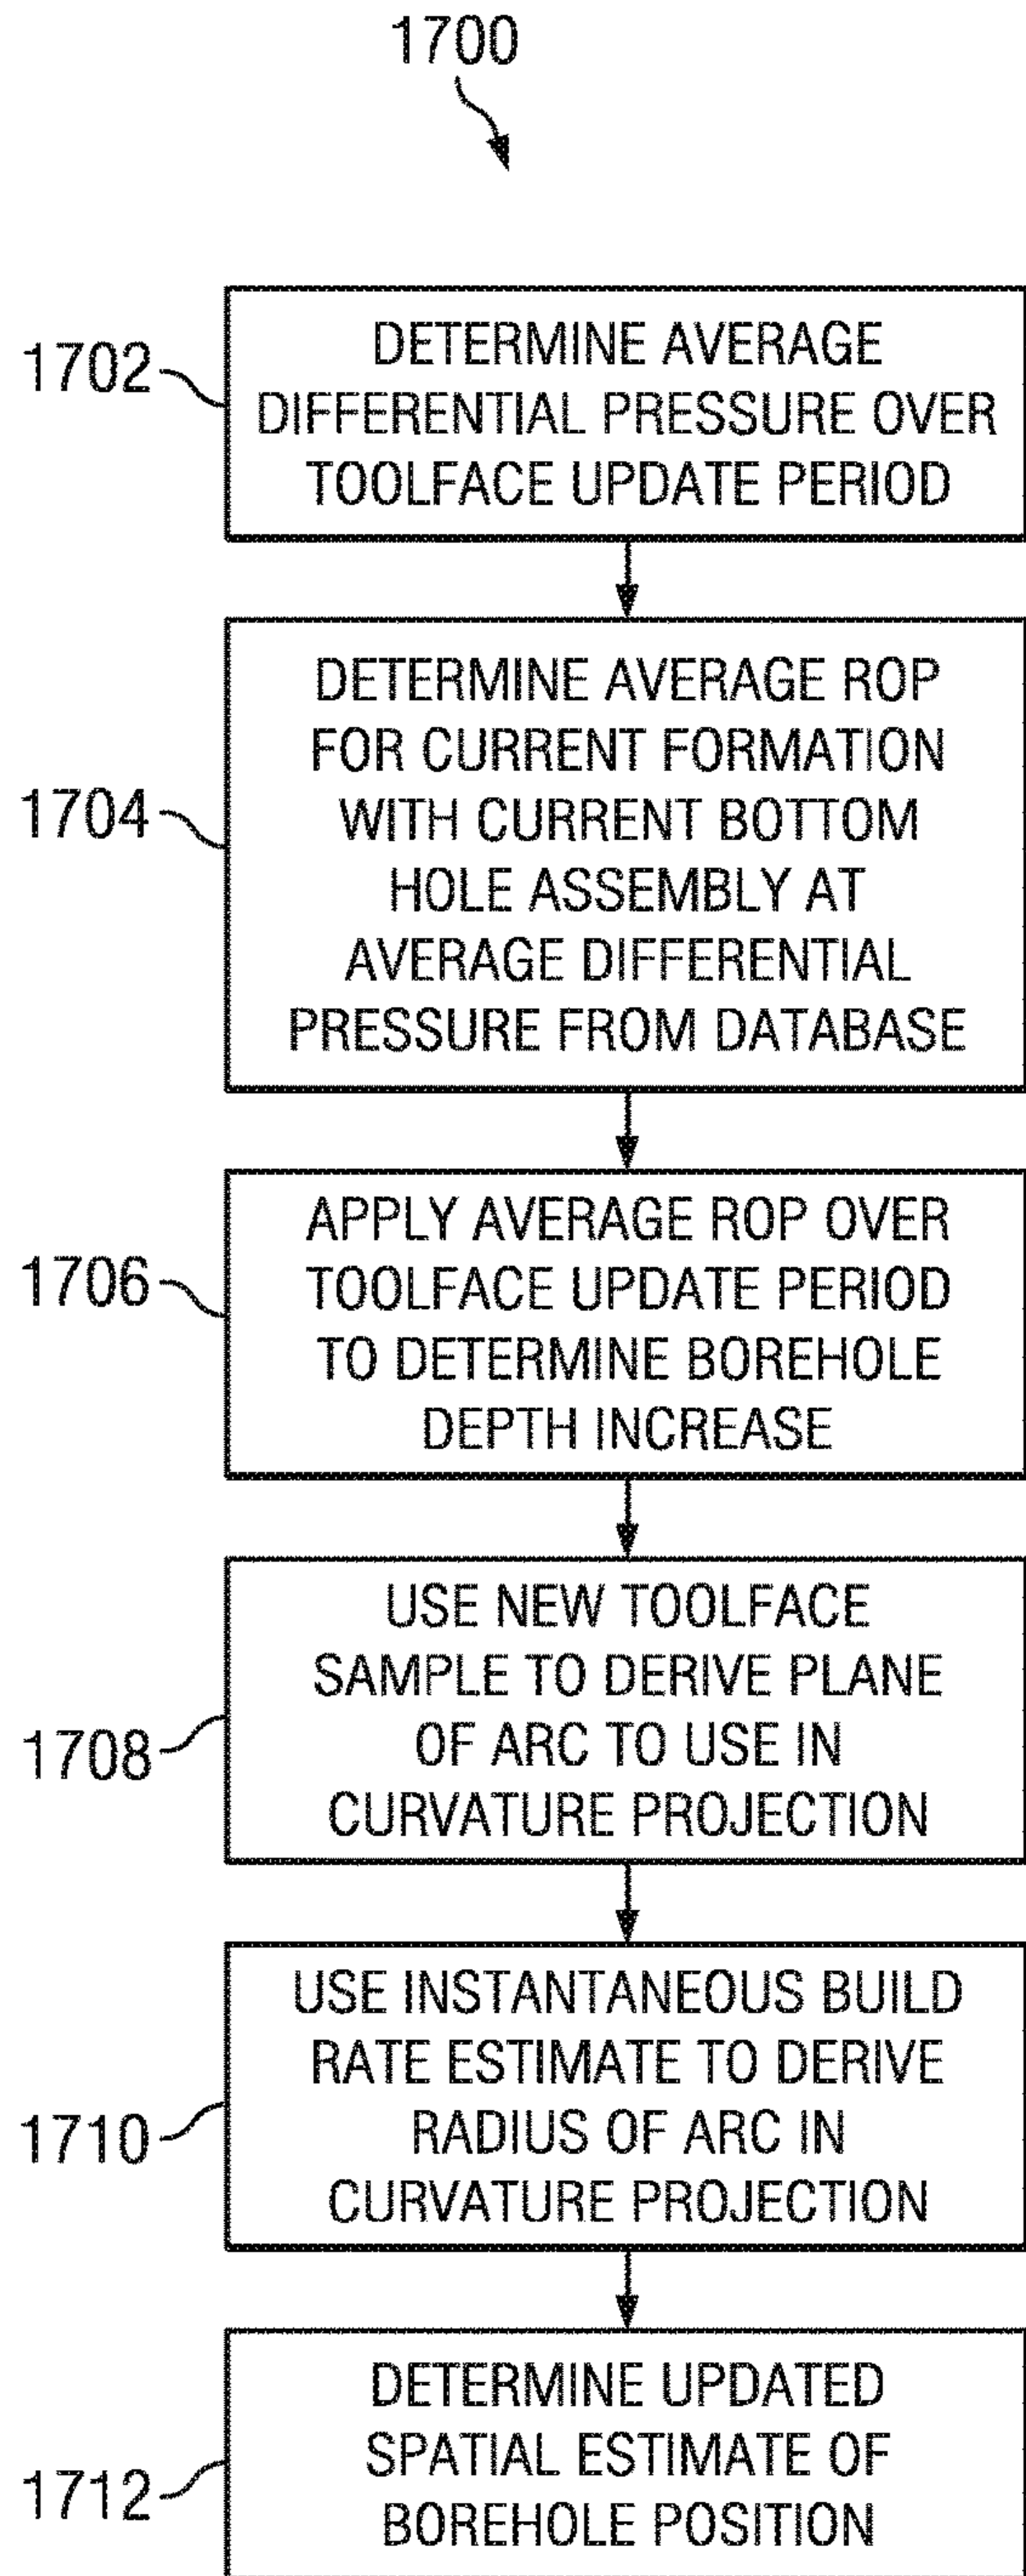 1700
1702
DETERMINE AVERAGE
DIFFERENTIAL PRESSURE OVER
TOOLFACE UPDATE PERIOD
1704
DETERMINE AVERAGE ROP
FOR CURRENT FORMATION
WITH CURRENT BOTTOM
HOLE ASSEMBLY AT
AVERAGE DIFFERENTIAL
PRESSURE FROM DATABASE
1706
APPLY AVERAGE ROP OVER
TOOLFACE UPDATE PERIOD
TO DETERMINE BOREHOLE
DEPTH INCREASE
1708
USE NEW TOOLFACE
SAMPLE TO DERIVE PLANE
OF ARC TO USE IN
CURVATURE PROJECTION
1710
USE INSTANTANEOUS BUILD
RATE ESTIMATE TO DERIVE
RADIUS OF ARC IN
CURVATURE PROJECTION
1712
DETERMINE UPDATED
SPATIAL ESTIMATE OF
BOREHOLE POSITION